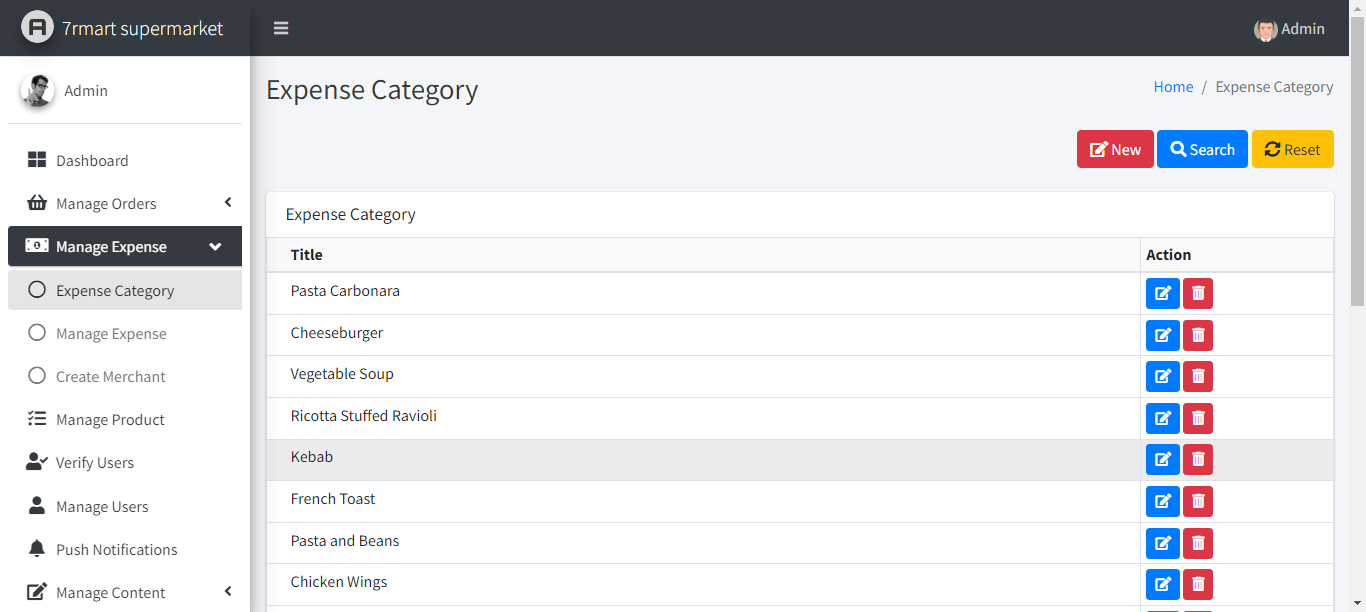 7rmart supermarket
Admin
Admin
Expense Category
Home / Expense Category
Dashboard
Manage Orders
Manage Expense
Expense Category
Manage Expense
Create Merchant
Manage Product
Verify Users
Manage Users
Push Notifications
Manage Content
New
Search
Reset
Expense Category
Title Action
Pasta Carbonara
Cheeseburger
Vegetable Soup
Ricotta Stuffed Ravioli
Kebab
French Toast
Pasta and Beans
Chicken Wings